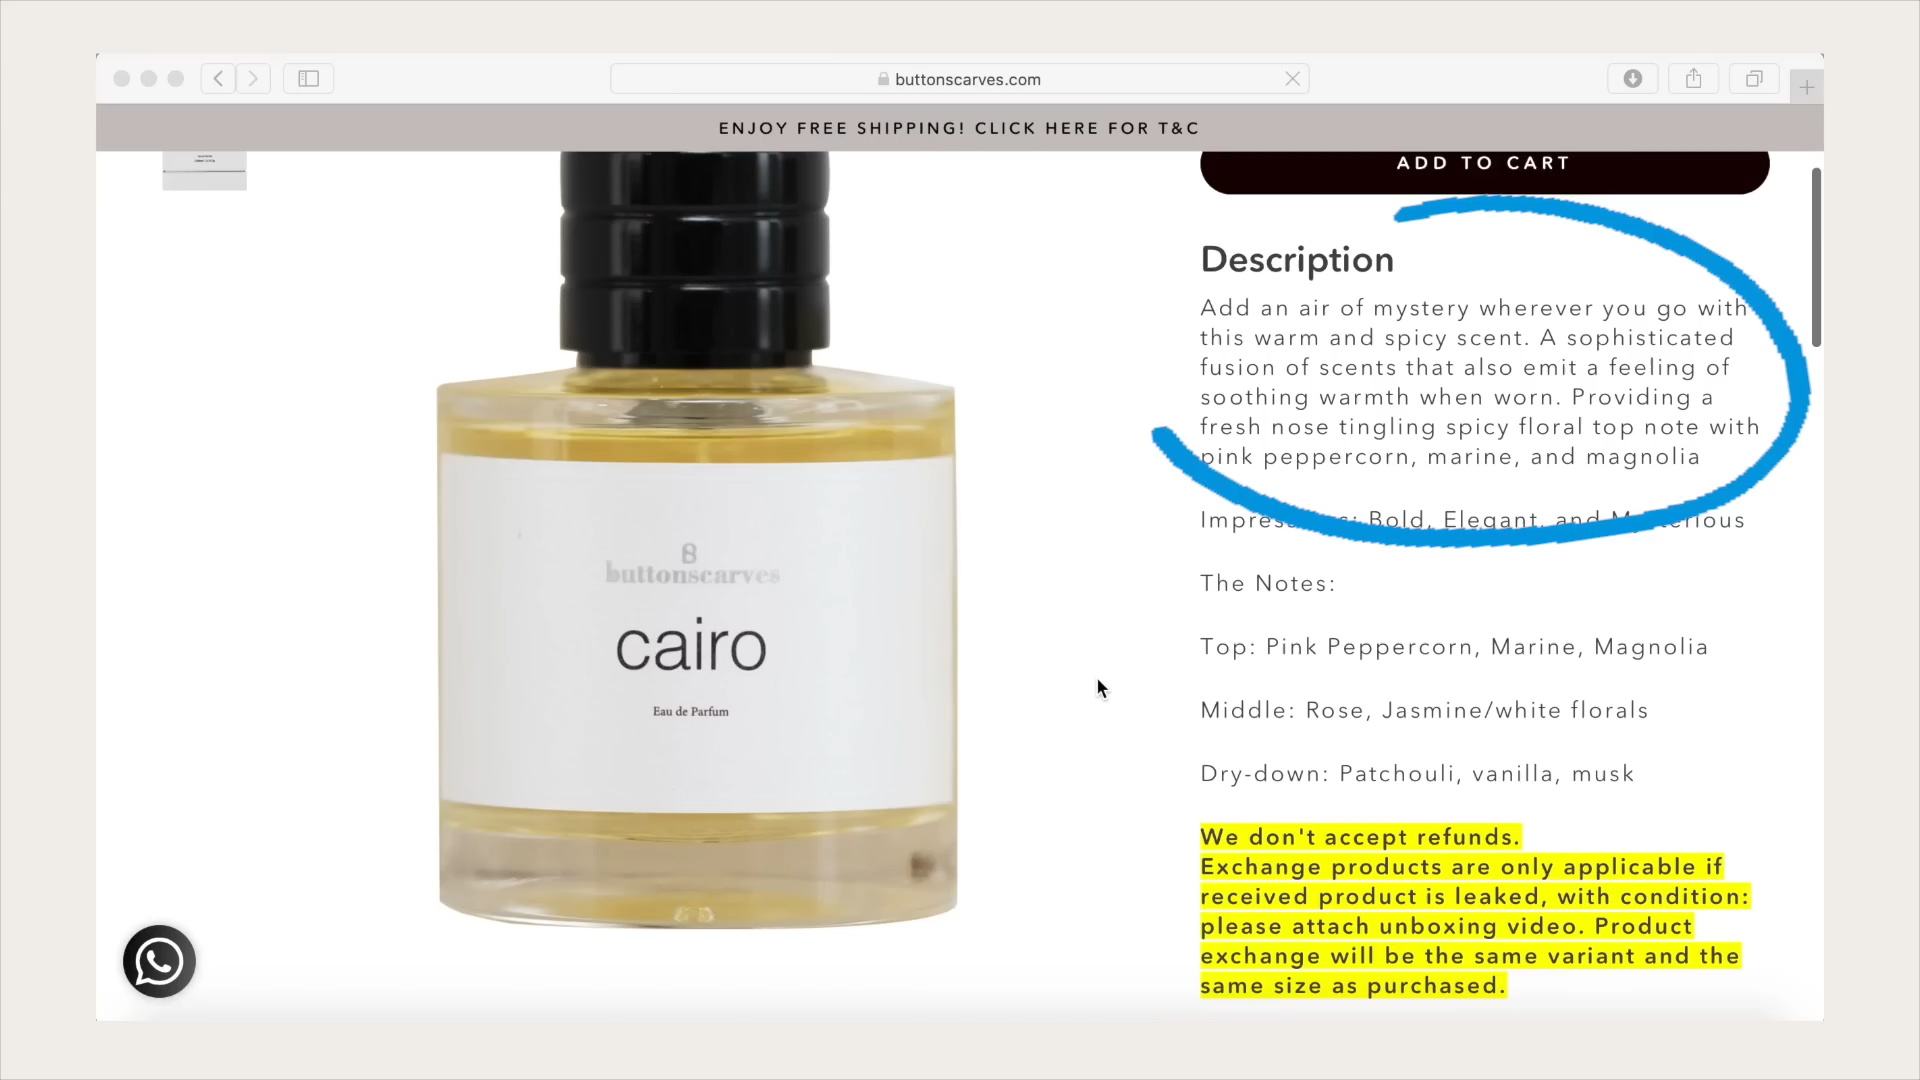 buttonscarves.com
ENJOY FREE SHIPPING! CLICK HERE FOR T&C
ADD TO CART
Description
Add an air of mystery wherever you go with
this warm and spicy scent. A sophisticated
fusion of scents that also emit a feeling of
soothing warmth when worn. Providing a
fresh nose tingling spicy floral top note with
pink peppercorn, marine, and magnolia
Impressions: Bold, Elegant, and Mysterious
The Notes:
Top: Pink Peppercorn, Marine, Magnolia
Middle: Rose, Jasmine/white florals
Dry-down: Patchouli, vanilla, musk
We don't accept refunds.
Exchange products are only applicable if
received product is leaked, with condition:
please attach unboxing video. Product
exchange will be the same variant and the
same size as purchased.
buttonscarves
cairo
Eau de Parfum